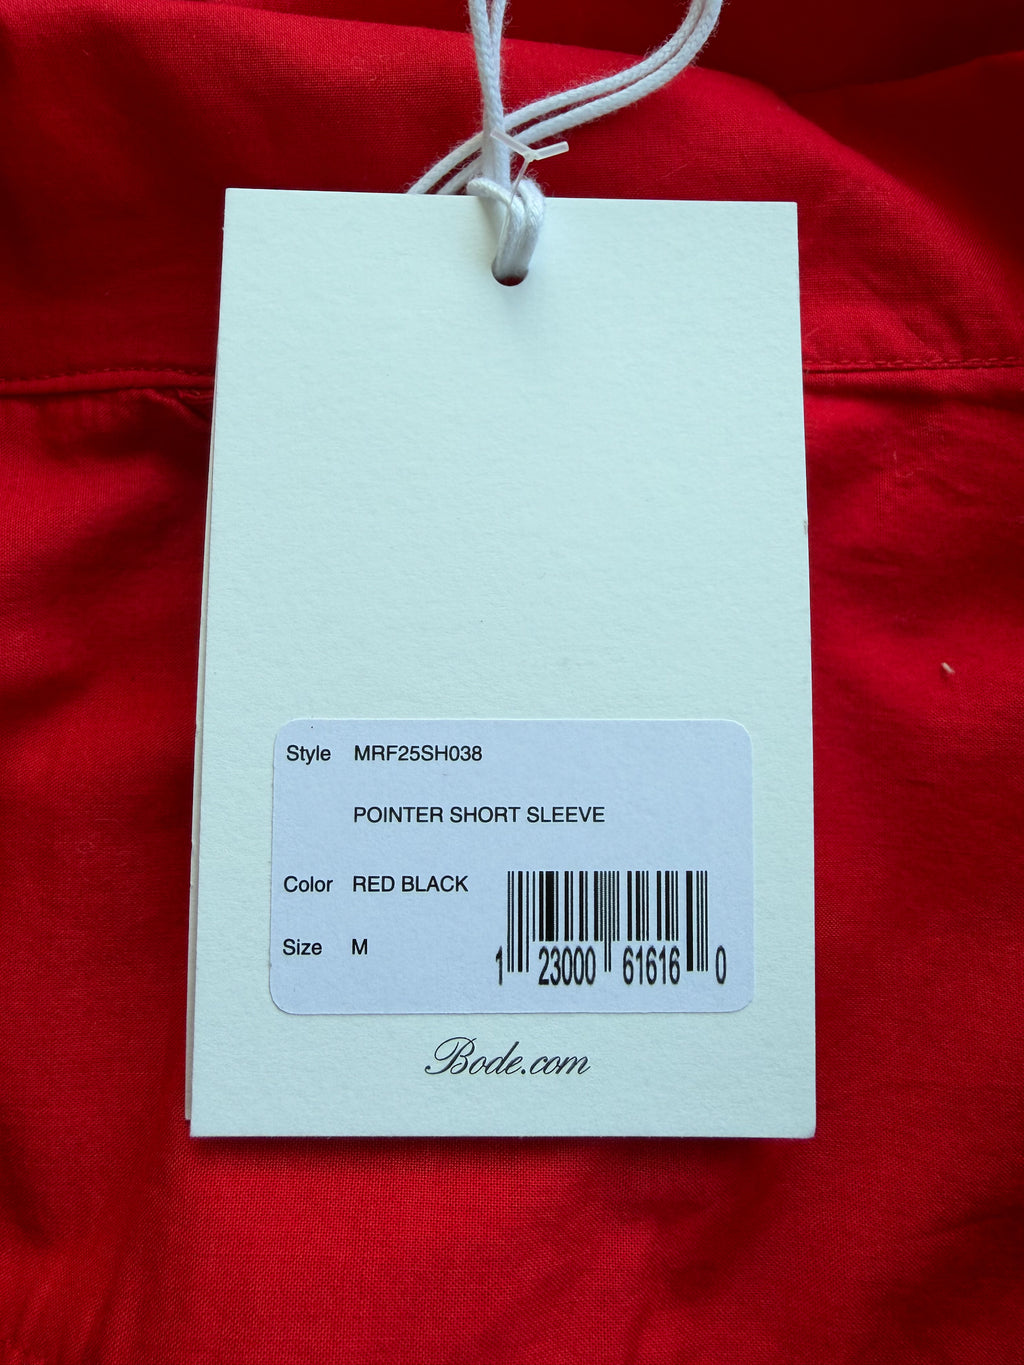 Style MRF25SH038
POINTER SHORT SLEEVE
Color RED BLACK
Size M
1 23000 61616 0
Bode.com